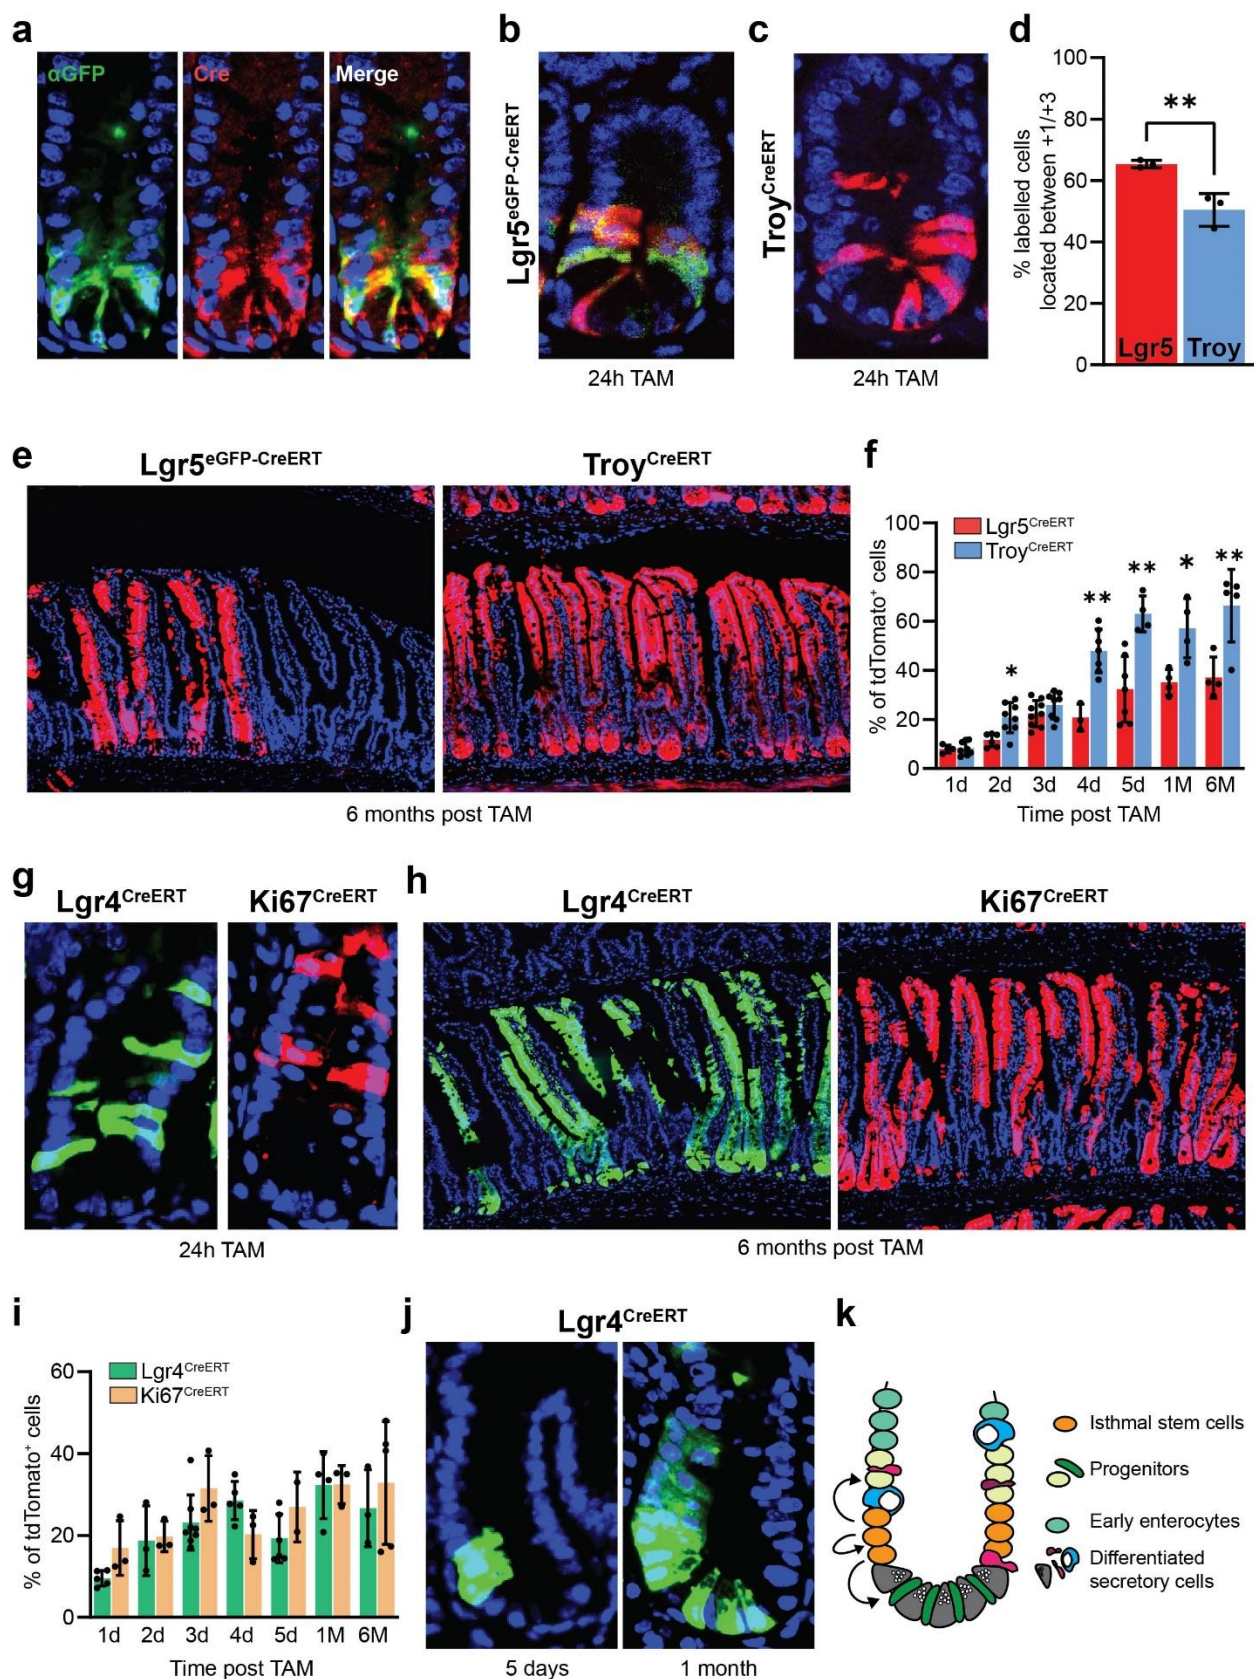 a
αGFP
Cre
Merge
b
Lgr5eGFP-CreERT
24h TAM
c
TroyCreERT
24h TAM
d
% labelled cells
located between +1/+3
100
80
60
40
20
0
**
Lgr5
Troy
e
Lgr5eGFP-CreERT
TroyCreERT
6 months post TAM
f
% of tdTomato+ cells
100
80
60
40
20
0
Lgr5CreERT
TroyCreERT
*
**
**
*
**
1d 2d 3d 4d 5d 1M 6M
Time post TAM
g
Lgr4CreERT
Ki67CreERT
24h TAM
h
Lgr4CreERT
Ki67CreERT
6 months post TAM
i
% of tdTomato+ cells
60
40
20
0
Lgr4CreERT
Ki67CreERT
1d 2d 3d 4d 5d 1M 6M
Time post TAM
j
Lgr4CreERT
5 days
1 month
k
Isthmal stem cells
Progenitors
Early enterocytes
Differentiated
secretory cells